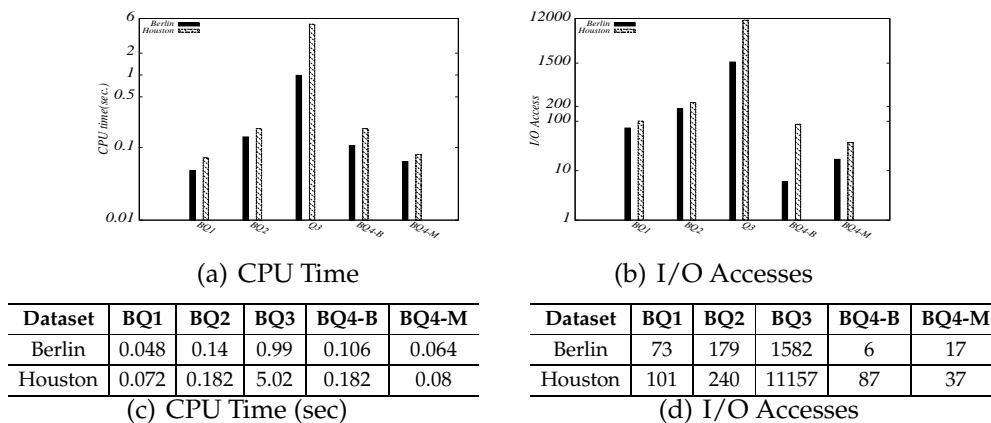 6
2
1
0.5
0.1
0.01
CPU time(sec.)
Berlin
Houston
BQ1
BQ2
Q3
BQ4-B
BQ4-M
(a) CPU Time
12000
1500
200
100
10
1
I/O Access
Berlin
Houston
BQ1
BQ2
Q3
BQ4-B
BQ4-M
(b) I/O Accesses
Dataset BQ1 BQ2 BQ3 BQ4-B BQ4-M
Berlin 0.048 0.14 0.99 0.106 0.064
Houston 0.072 0.182 5.02 0.182 0.08
(c) CPU Time (sec)
Dataset BQ1 BQ2 BQ3 BQ4-B BQ4-M
Berlin 73 179 1582 6 17
Houston 101 240 11157 87 37
(d) I/O Accesses